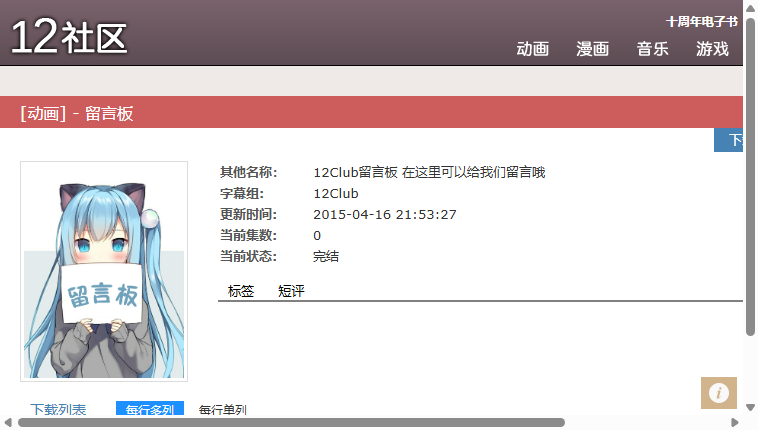 十周年电子书
12社区
动画 漫画 音乐 游戏
[动画] - 留言板
其他名称: 12Club留言板 在这里可以给我们留言哦
字幕组: 12Club
更新时间: 2015-04-16 21:53:27
当前集数: 0
当前状态: 完结
标签 短评
留言板
下载列表 每行多列 每行单列